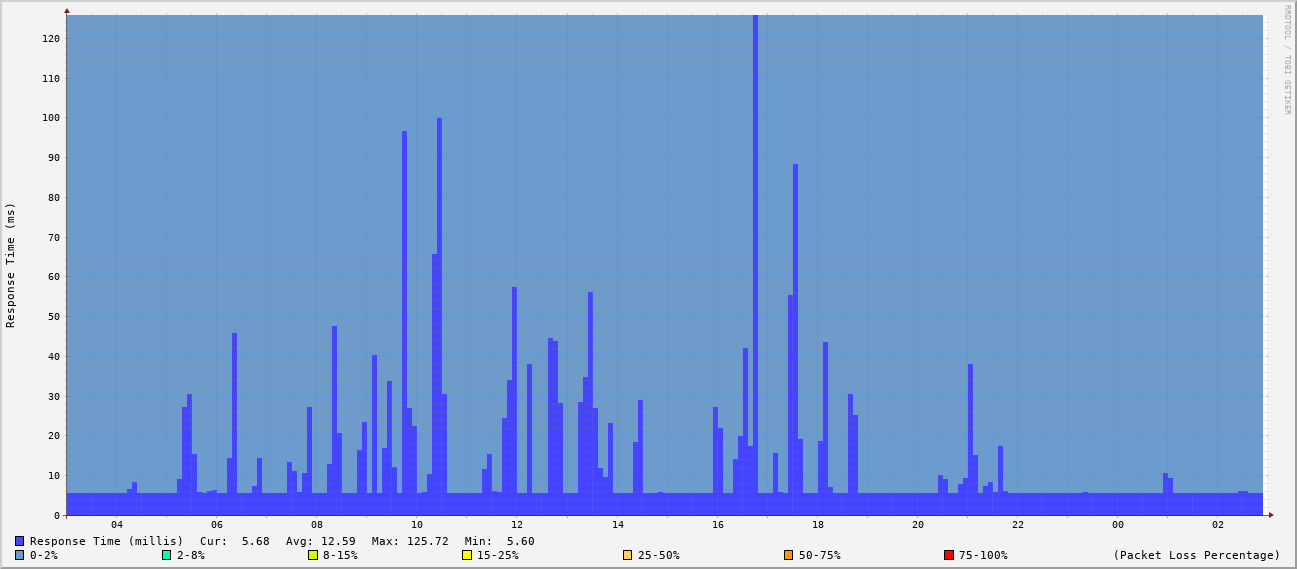 RRDTOOL / TOBI OETIKER
Response Time (ms)
120
110
100
90
80
70
60
50
40
30
20
10
0
04 06 08 10 12 14 16 18 20 22 00 02
Response Time (millis) Cur: 5.68 Avg: 12.59 Max: 125.72 Min: 5.60
0-2% 2-8% 8-15% 15-25% 25-50% 50-75% 75-100% (Packet Loss Percentage)